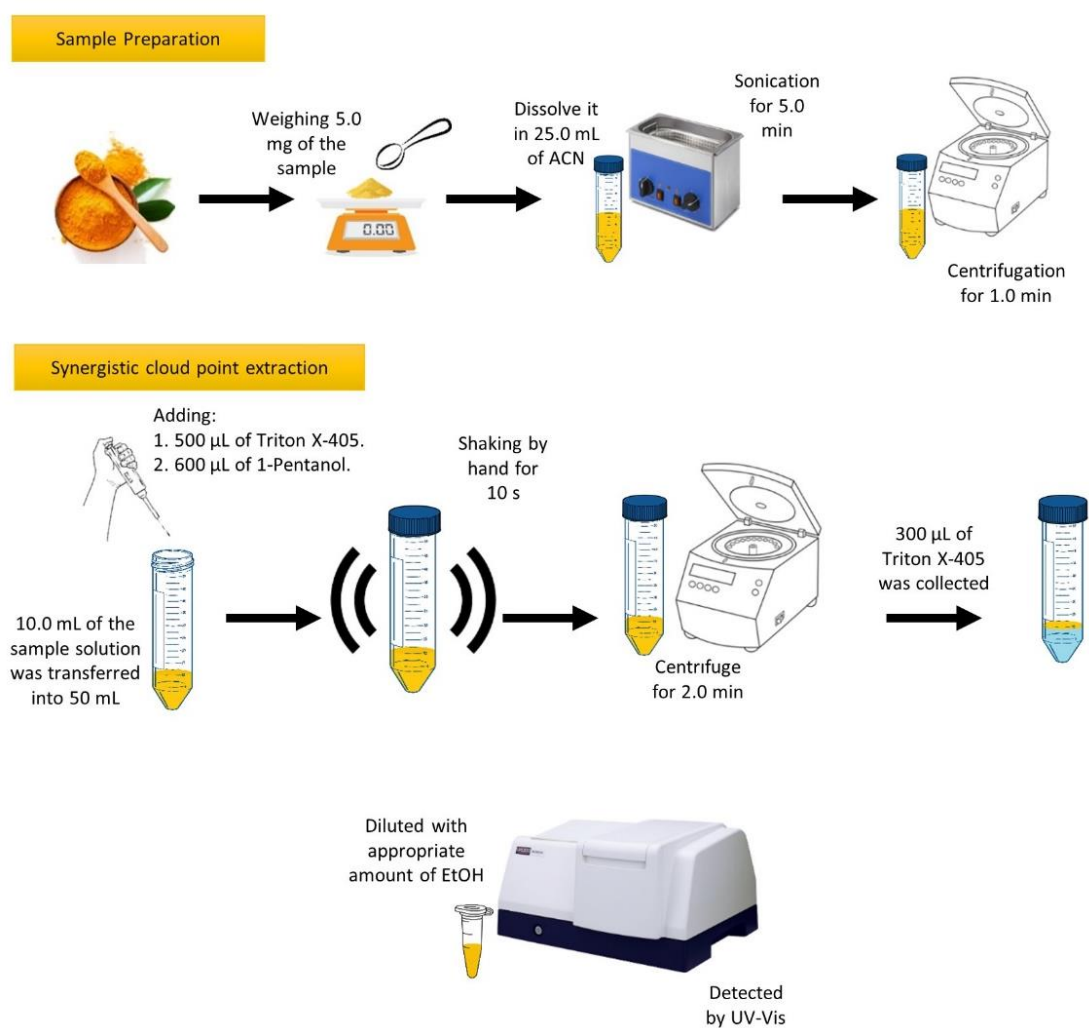 Sample Preparation
Weighing 5.0
mg of the
sample
0.00
Dissolve it
in 25.0 mL
of ACN
Sonication
for 5.0
min
Centrifugation
for 1.0 min
Synergistic cloud point extraction
Adding:
1. 500 µL of Triton X-405.
2. 600 µL of 1-Pentanol.
10.0 mL of the
sample solution
was transferred
into 50 mL
Shaking by
hand for
10 s
Centrifuge
for 2.0 min
300 µL of
Triton X-405
was collected
Diluted with
appropriate
amount of EtOH
Detected
by UV-Vis